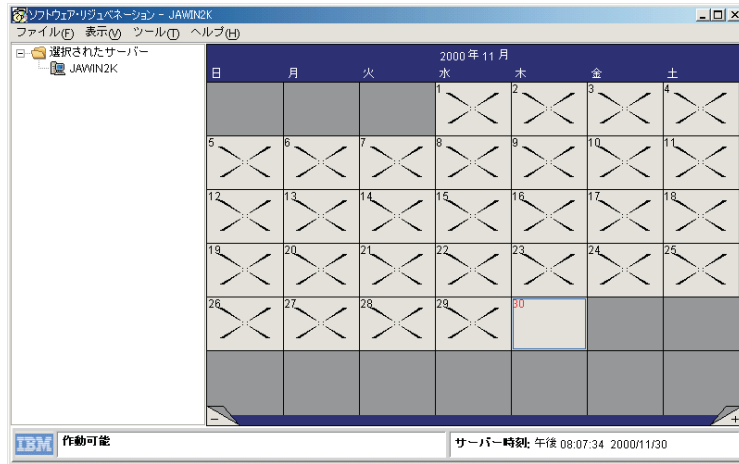 ソフトウェア・リジュベネーション - JAWIN2K
ファイル(F) 表示(V) ツール(T) ヘルプ(H)
選択されたサーバー
JAWIN2K
2000 年 11 月
日 月 火 水 木 金 土
1 2 3 4
5 6 7 8 9 10 11
12 13 14 15 16 17 18
19 20 21 22 23 24 25
26 27 28 29 30
- +
IBM 作動可能 サーバー時刻: 午後 08:07:34 2000/11/30